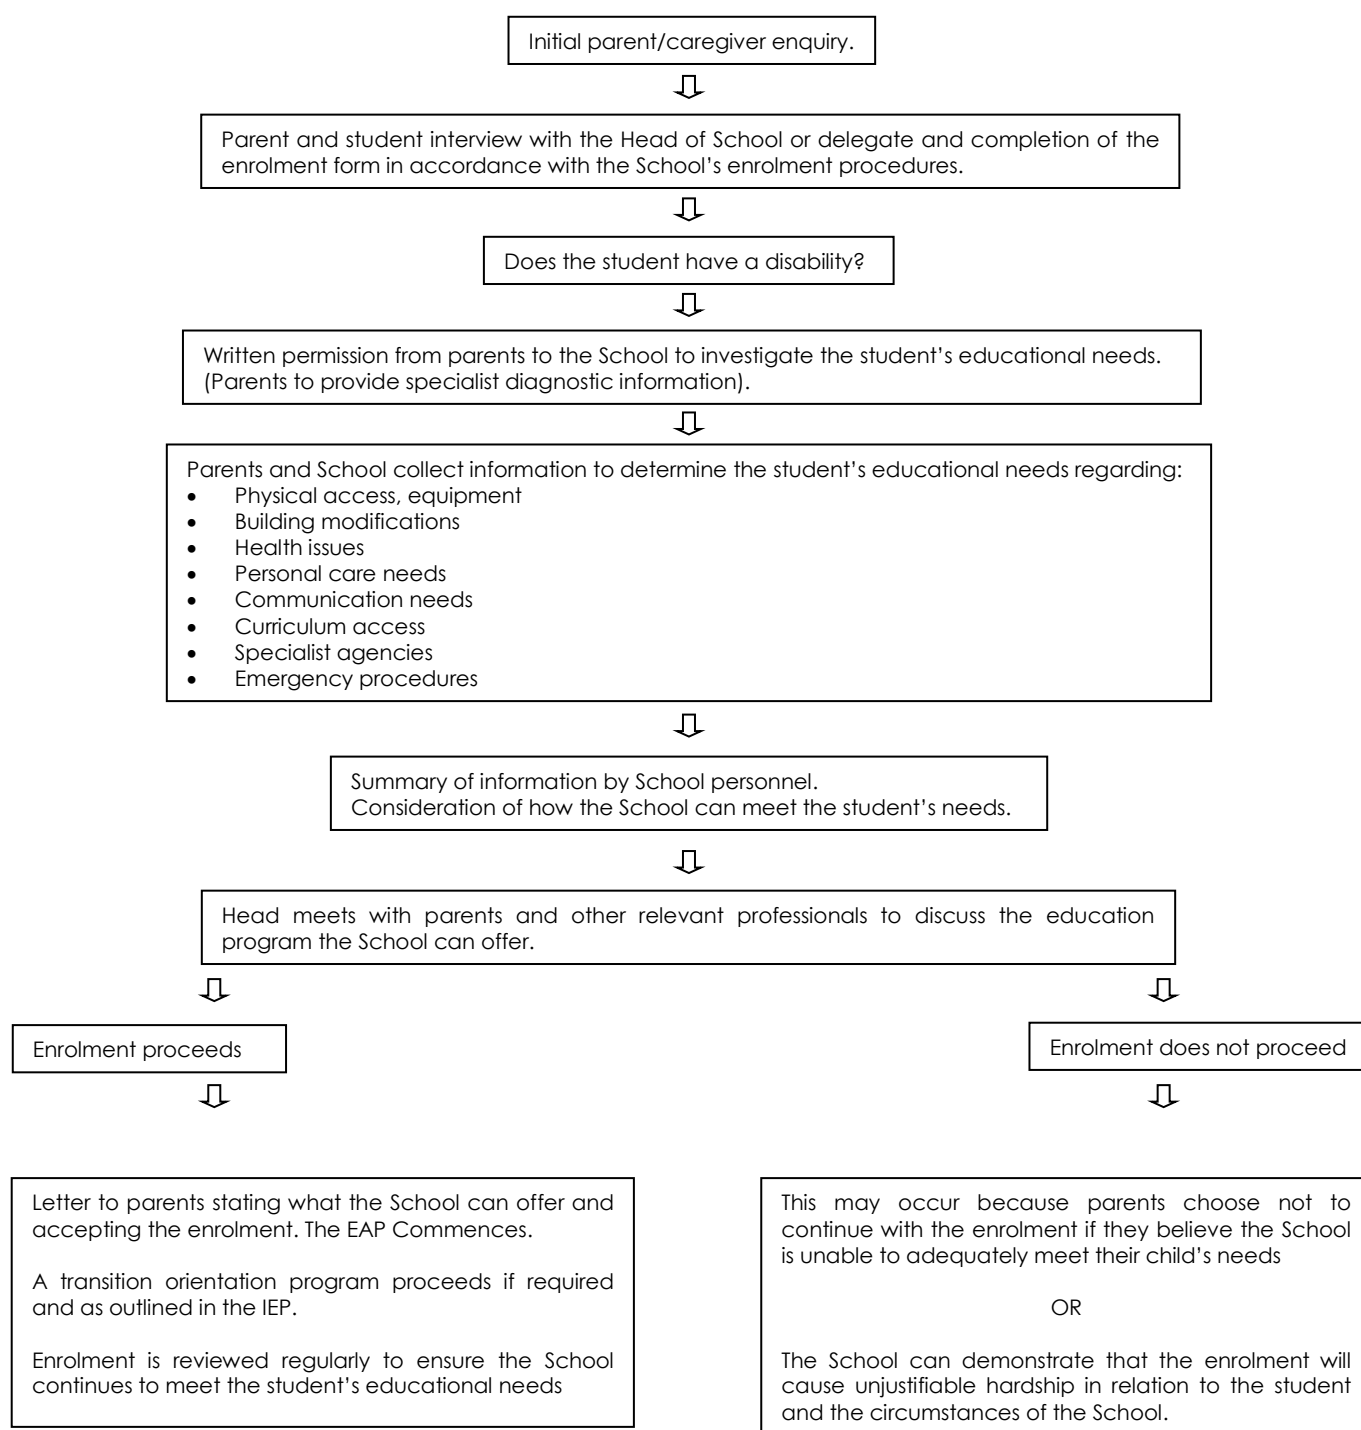 Initial parent/caregiver enquiry.
Parent and student interview with the Head of School or delegate and completion of the
enrolment form in accordance with the School’s enrolment procedures.
Does the student have a disability?
Written permission from parents to the School to investigate the student’s educational needs.
(Parents to provide specialist diagnostic information).
Parents and School collect information to determine the student’s educational needs regarding:
• Physical access, equipment
• Building modifications
• Health issues
• Personal care needs
• Communication needs
• Curriculum access
• Specialist agencies
• Emergency procedures
Summary of information by School personnel.
Consideration of how the School can meet the student’s needs.
Head meets with parents and other relevant professionals to discuss the education
program the School can offer.
Enrolment proceeds
Enrolment does not proceed
Letter to parents stating what the School can offer and
accepting the enrolment. The EAP Commences.
A transition orientation program proceeds if required
and as outlined in the IEP.
Enrolment is reviewed regularly to ensure the School
continues to meet the student’s educational needs
This may occur because parents choose not to
continue with the enrolment if they believe the School
is unable to adequately meet their child’s needs
OR
The School can demonstrate that the enrolment will
cause unjustifiable hardship in relation to the student
and the circumstances of the School.